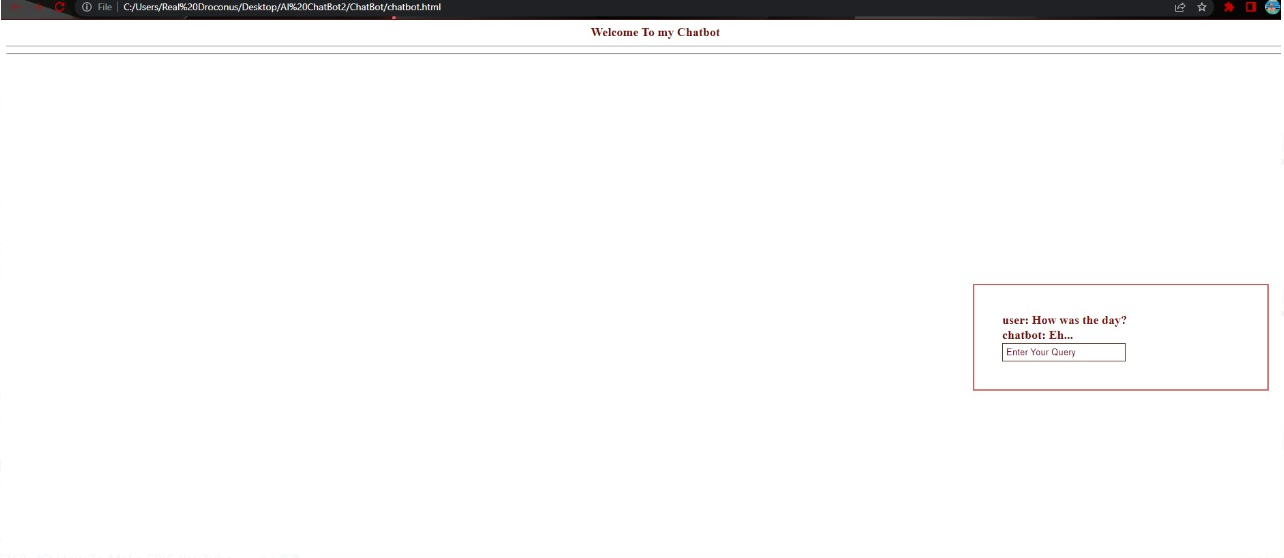 File | C:/Users/Real%20Droconus/Desktop/AI%20ChatBot2/ChatBot/chatbot.html
Welcome To my Chatbot
user: How was the day?
chatbot: Eh...
Enter Your Query